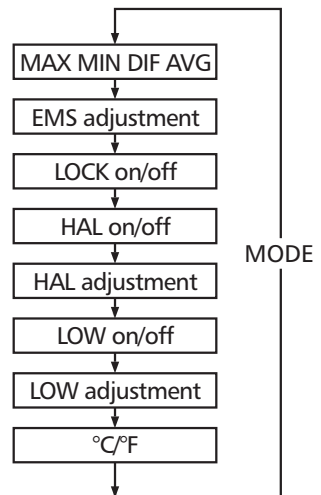 MAX MIN DIF AVG
EMS adjustment
LOCK on/off
HAL on/off
HAL adjustment
MODE
LOW on/off
LOW adjustment
°C/°F